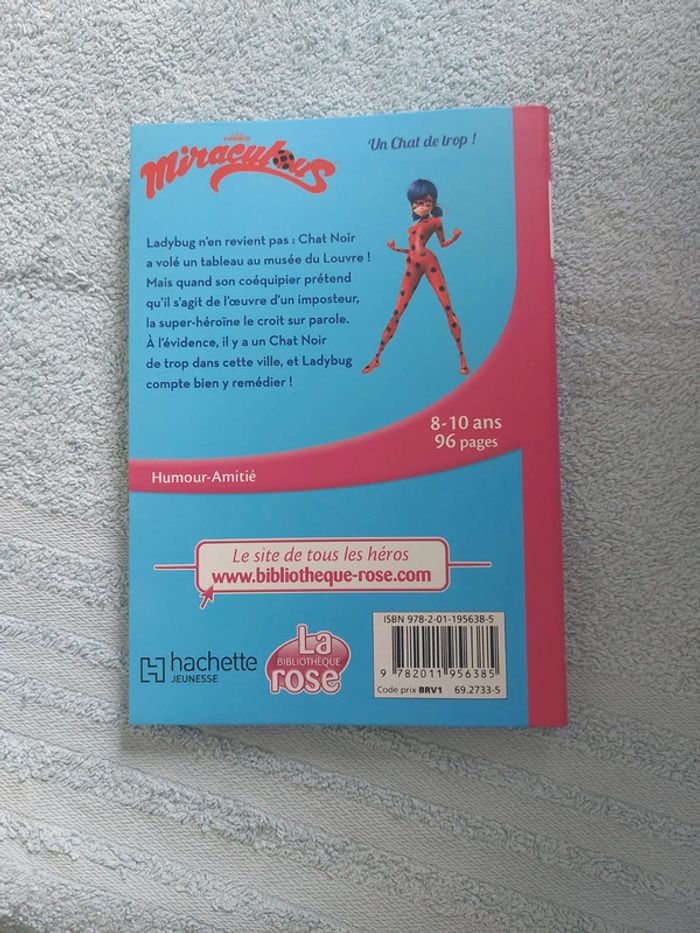 Miraculous
Un Chat de trop !
Ladybug n'en revient pas : Chat Noir
a volé un tableau au musée du Louvre !
Mais quand son coéquipier prétend
qu'il s'agit de l'œuvre d'un imposteur,
la super-héroïne le croit sur parole.
À l'évidence, il y a un Chat Noir
de trop dans cette ville, et Ladybug
compte bien y remédier !
8-10 ans
96 pages
Humour-Amitié
Le site de tous les héros
www.bibliotheque-rose.com
hachette
JEUNESSE
La
BIBLIOTHÈQUE
rose
ISBN 978-2-01-195638-5
9 782011 956385
Code prix BRV1 69.2733-5